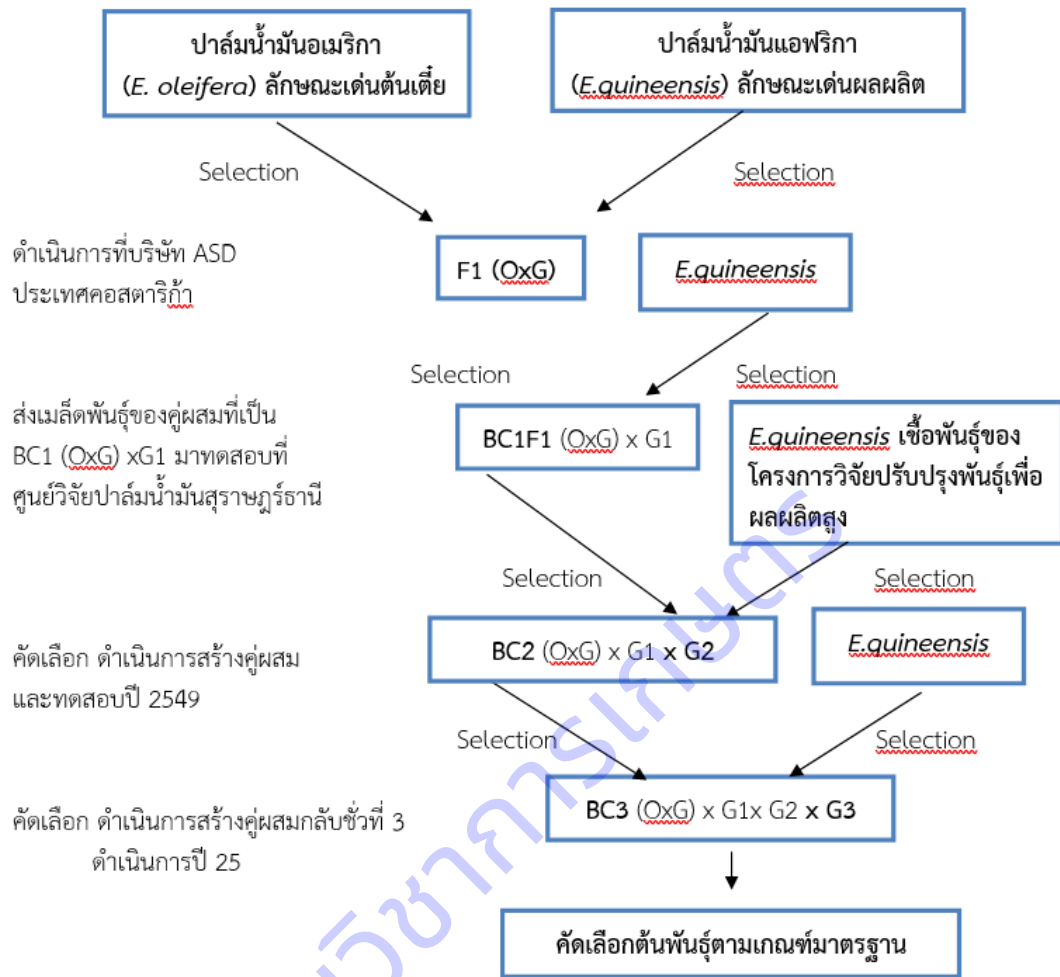 ปาล์มน้ำมันอเมริกา
(E. oleifera) ลักษณะเด่นต้นเตี้ย
ปาล์มน้ำมันแอฟริกา
(E.quineensis) ลักษณะเด่นผลผลิต
Selection
Selection
ดำเนินการที่บริษัท ASD
ประเทศคอสตาริก้า
F1 (OxG)
E.quineensis
Selection
Selection
ส่งเมล็ดพันธุ์ของคู่ผสมที่เป็น
BC1 (OxG) xG1 มาทดสอบที่
ศูนย์วิจัยปาล์มน้ำมันสุราษฎร์ธานี
BC1F1 (OxG) x G1
E.quineensis เชื้อพันธุ์ของ
โครงการวิจัยปรับปรุงพันธุ์เพื่อ
ผลผลิตสูง
Selection
Selection
คัดเลือก ดำเนินการสร้างคู่ผสม
และทดสอบปี 2549
BC2 (OxG) x G1 x G2
E.quineensis
Selection
Selection
คัดเลือก ดำเนินการสร้างคู่ผสมกลับชั่วที่ 3
ดำเนินการปี 25
BC3 (OxG) x G1x G2 x G3
คัดเลือกต้นพันธุ์ตามเกณฑ์มาตรฐาน
วิชาการเกษตร